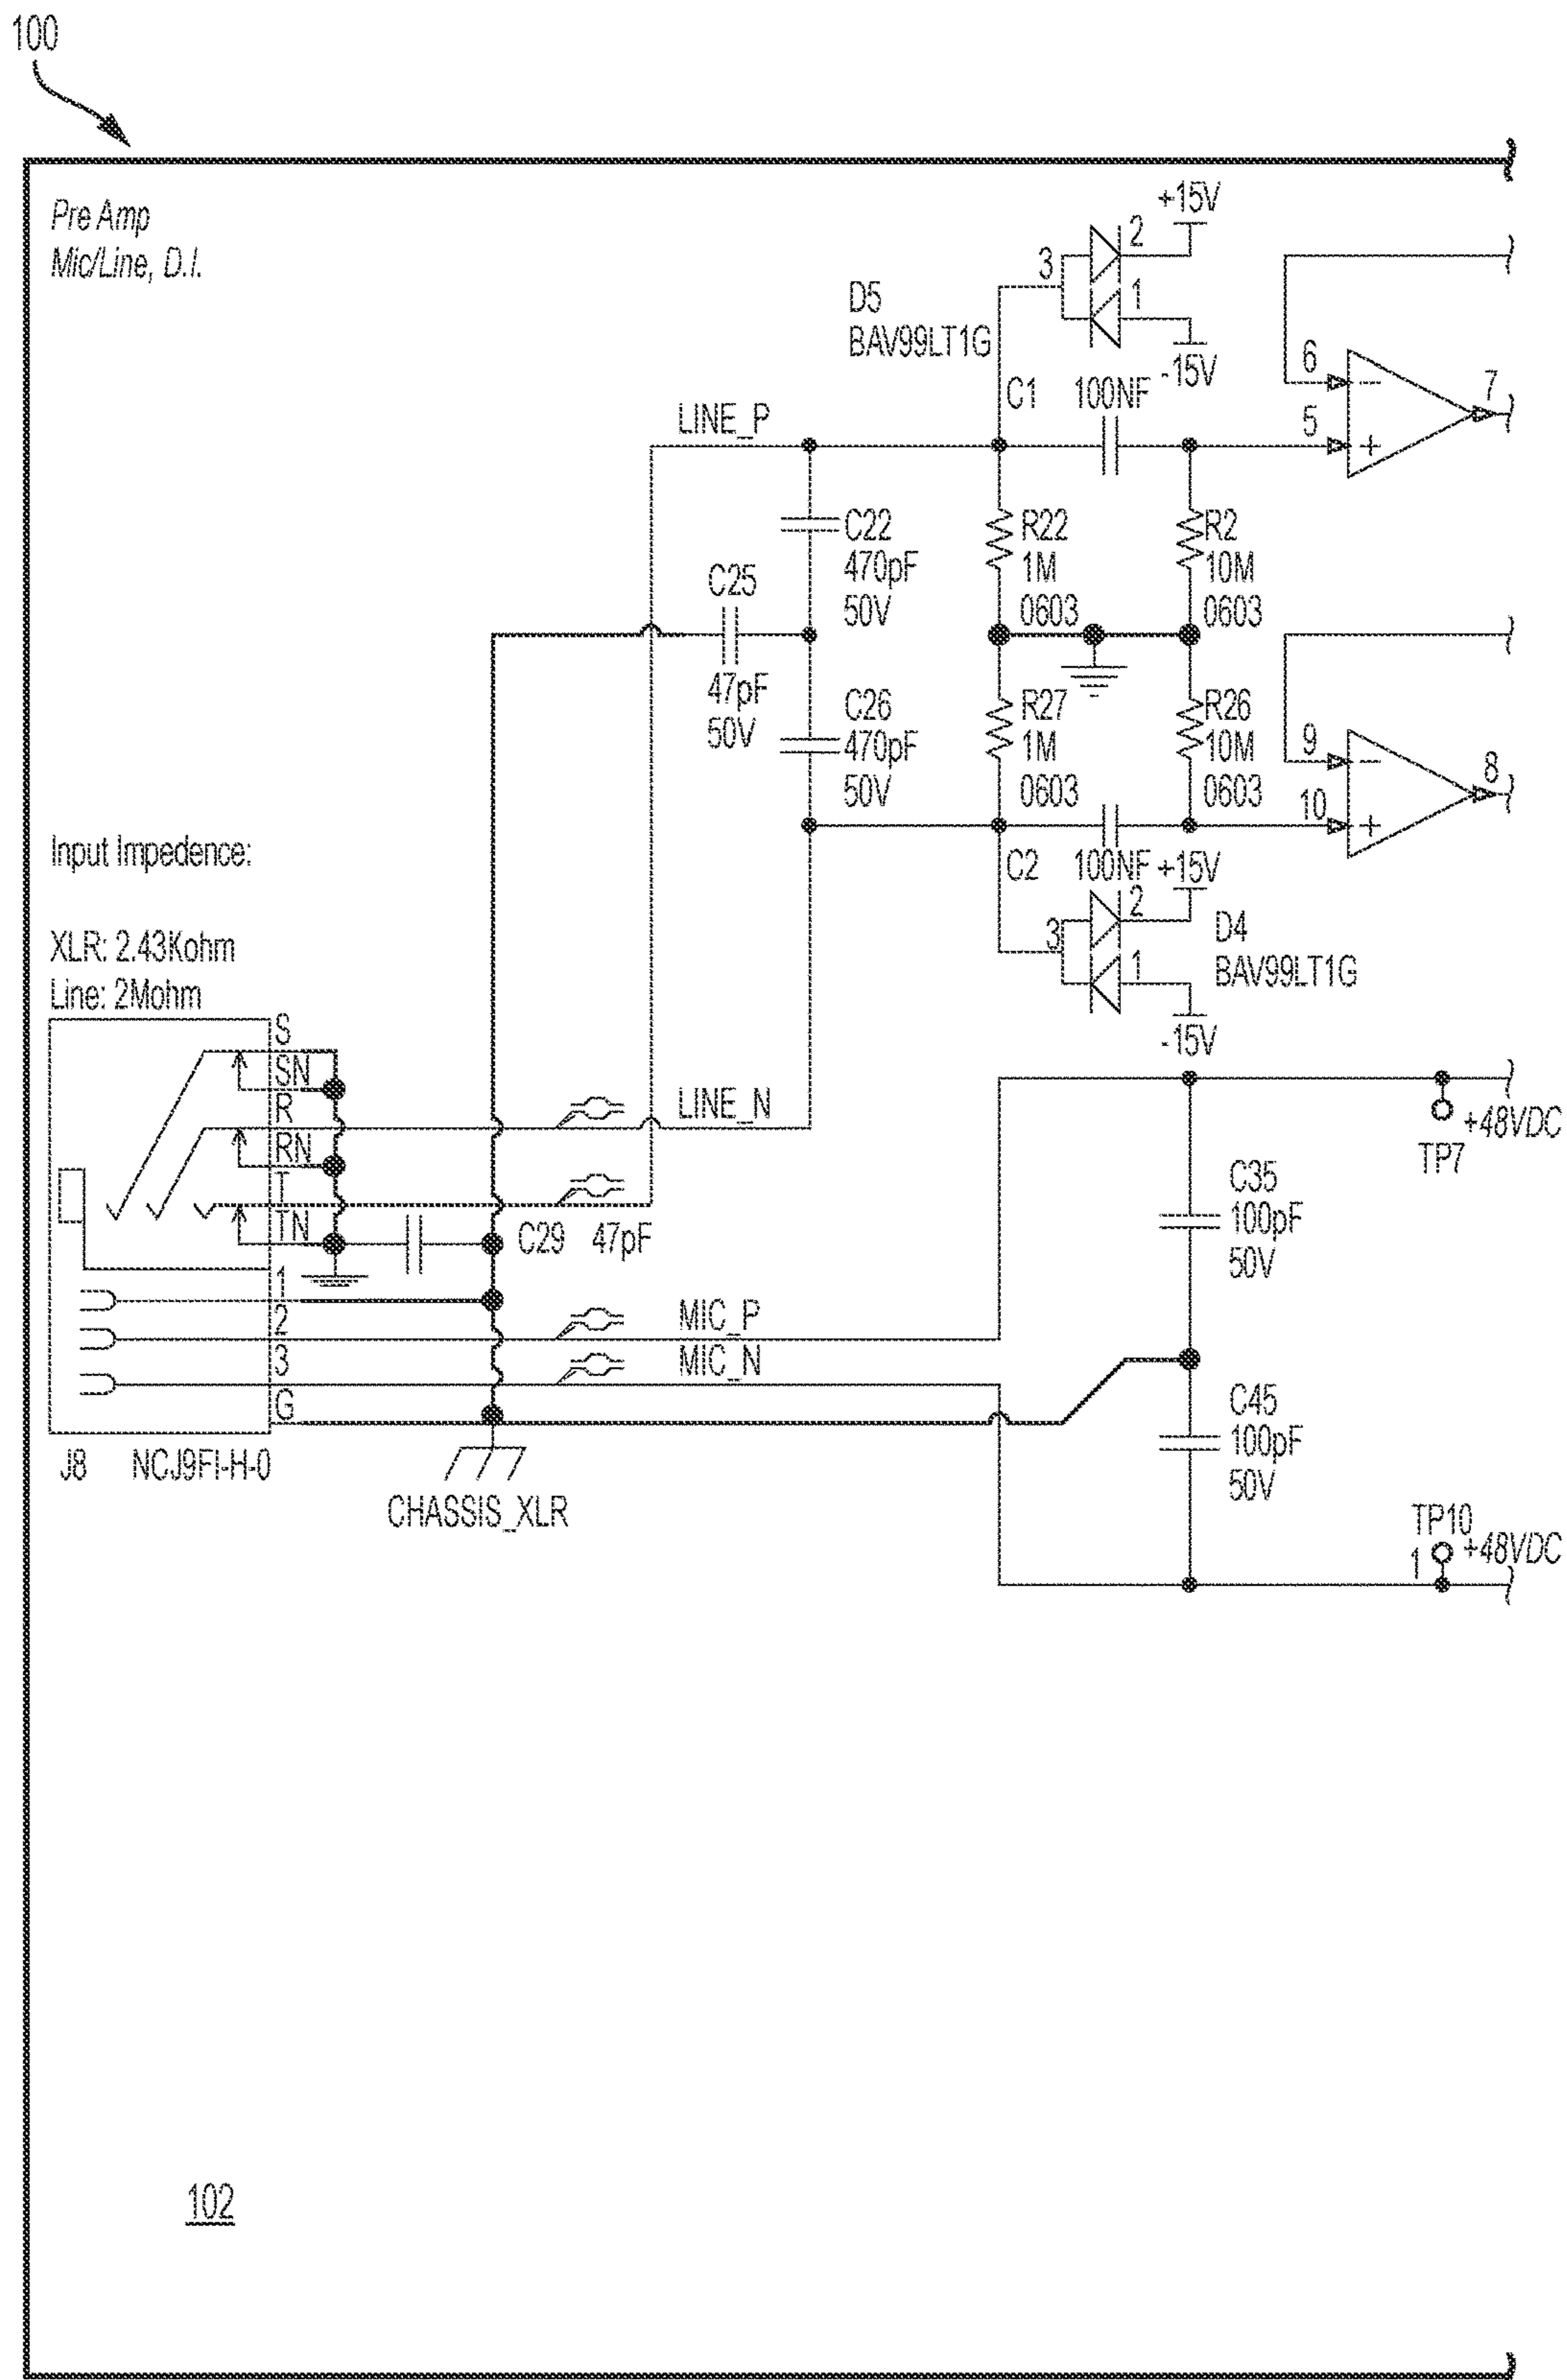 100
Pre Amp
Mic/Line, D.I.
+15V
2
3
1
D5
BAV99LT1G
-15V
C1
100NF
6
7
5
LINE_P
C22
470pF
50V
R22
1M
0603
R2
10M
0603
C25
47pF
50V
C26
470pF
50V
R27
1M
0603
R26
10M
0603
9
8
10
C2
100NF
+15V
2
3
1
D4
BAV99LT1G
-15V
Input Impedence:
XLR: 2.43Kohm
Line: 2Mohm
S
SN
R
RN
T
TN
1
2
3
G
LINE_N
C29
47pF
MIC_P
MIC_N
J8
NCJ9FI-H-0
CHASSIS_XLR
+48VDC
TP7
C35
100pF
50V
C45
100pF
50V
TP10
1
+48VDC
102